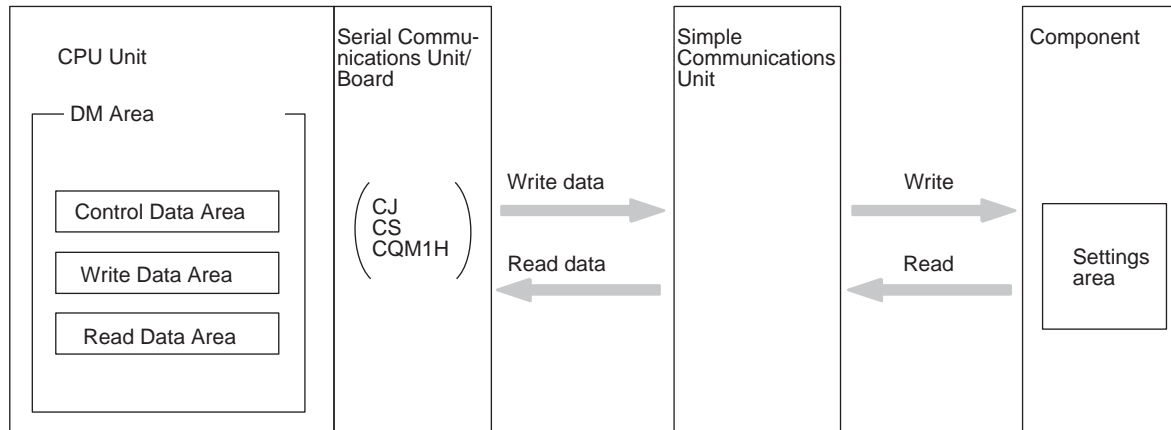 CPU Unit
DM Area
Control Data Area
Write Data Area
Read Data Area
Serial Commu-
nications Unit/
Board
CJ
CS
CQM1H
Write data
Read data
Simple
Communications
Unit
Write
Read
Component
Settings
area